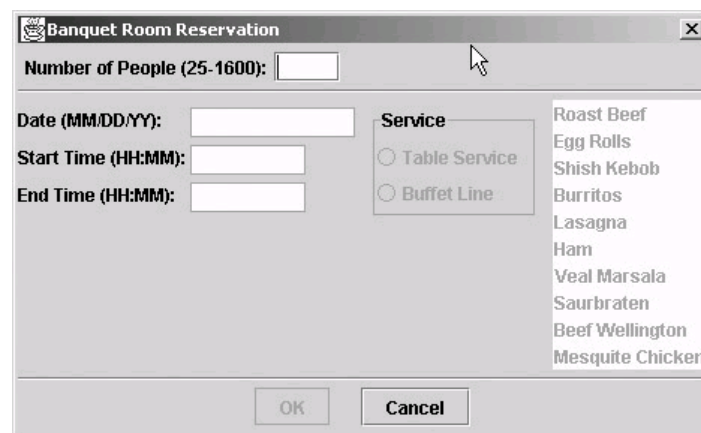 Banquet Room Reservation
Number of People (25-1600):
Date (MM/DD/YY):
Start Time (HH:MM):
End Time (HH:MM):
Service
Table Service
Buffet Line
Roast Beef
Egg Rolls
Shish Kebob
Burritos
Lasagna
Ham
Veal Marsala
Saurbraten
Beef Wellington
Mesquite Chicken
OK
Cancel